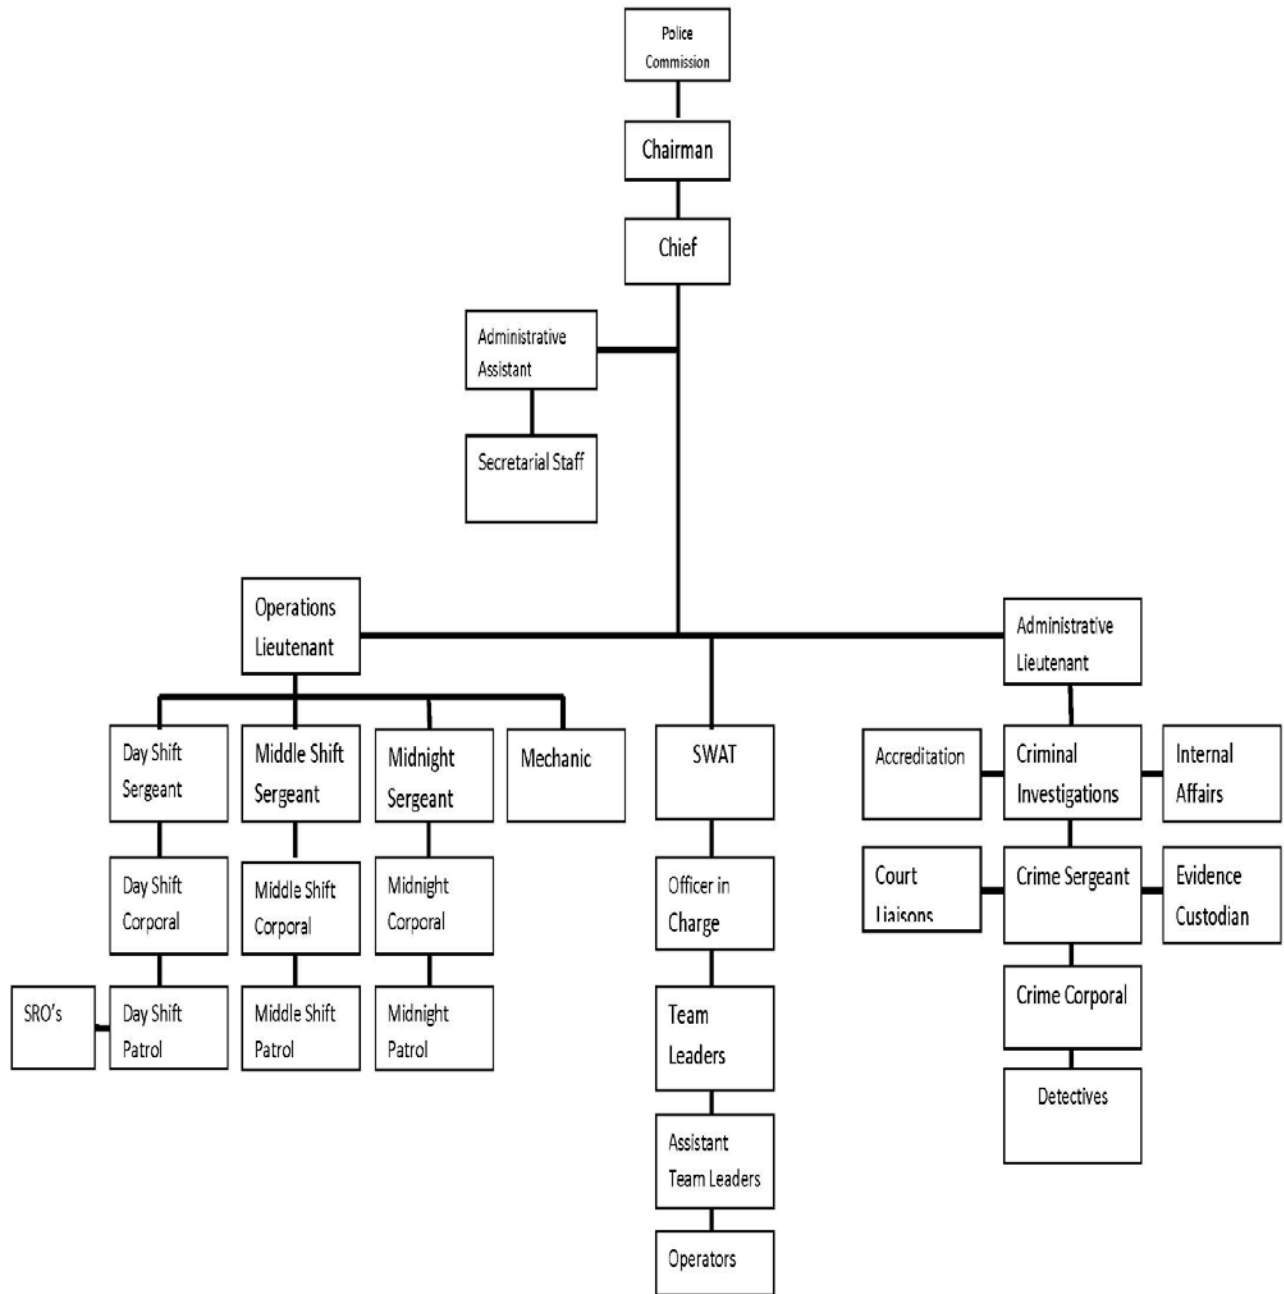 Police
Commission
Chairman
Chief
Administrative
Assistant
Secretarial Staff
Operations
Lieutenant
Administrative
Lieutenant
Day Shift
Sergeant
Middle Shift
Sergeant
Midnight
Sergeant
Mechanic
SWAT
Accreditation
Criminal
Investigations
Internal
Affairs
Day Shift
Corporal
Middle Shift
Corporal
Midnight
Corporal
Officer in
Charge
Court
Liaisons
Crime Sergeant
Evidence
Custodian
SRO's
Day Shift
Patrol
Middle Shift
Patrol
Midnight
Patrol
Team
Leaders
Crime Corporal
Detectives
Assistant
Team Leaders
Operators